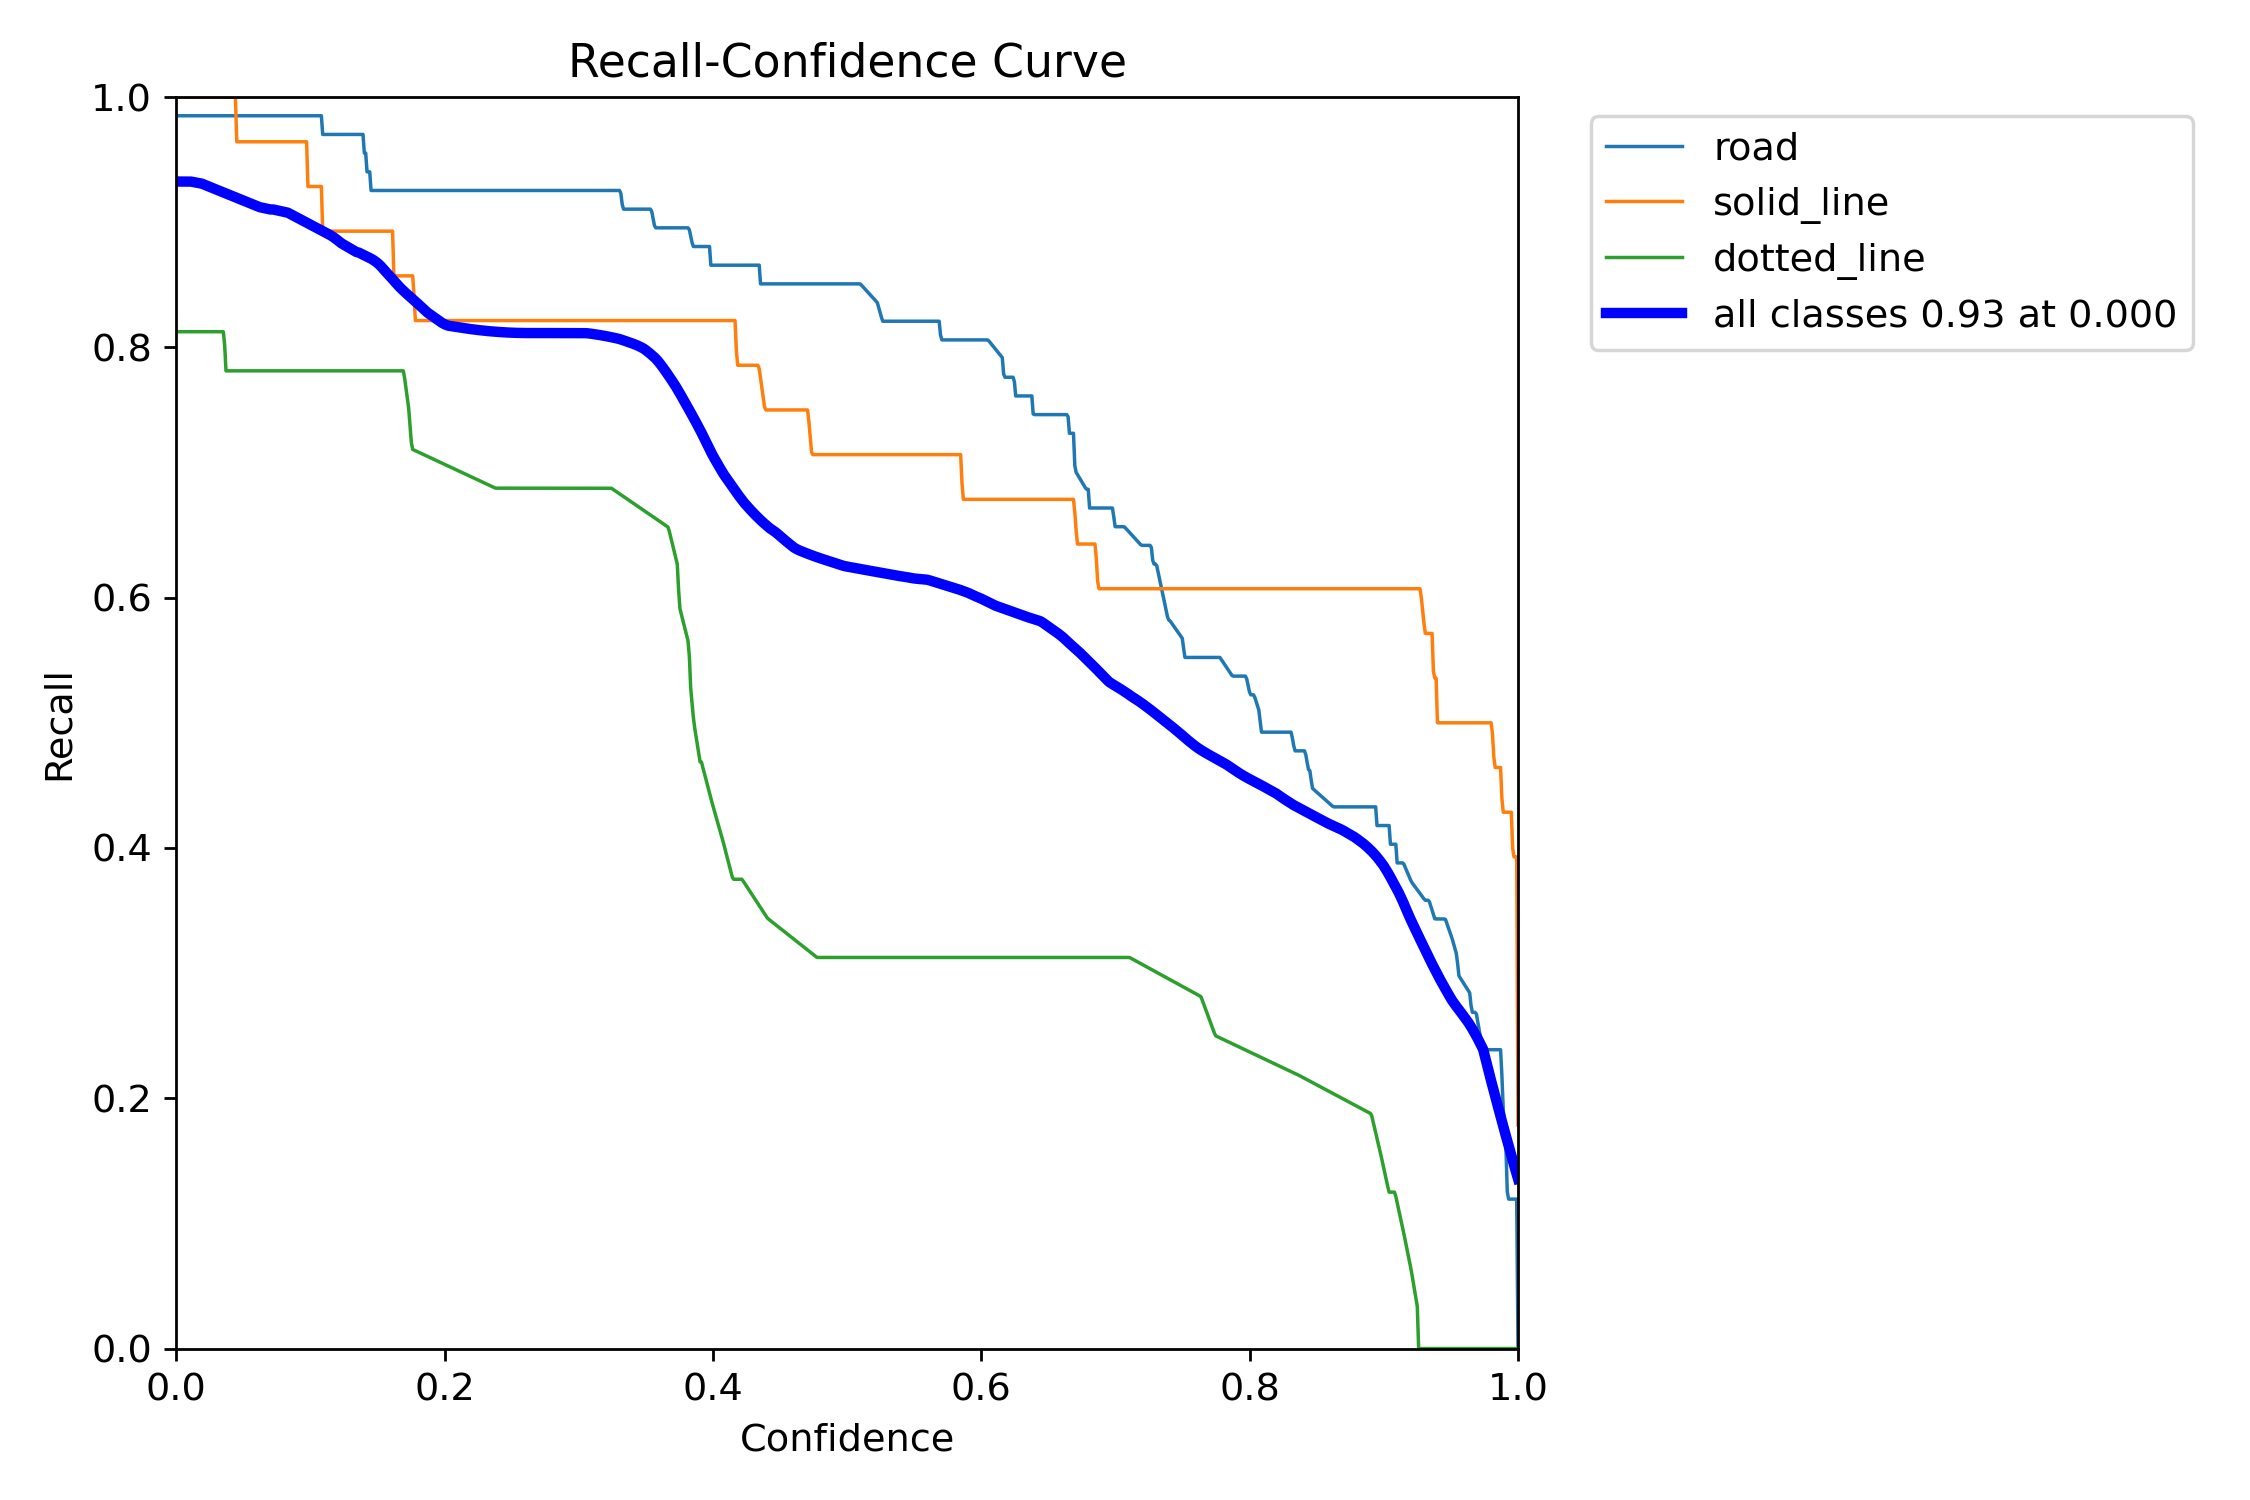 Recall-Confidence Curve
1.0
0.8
0.6
0.4
0.2
0.0
Recall
0.0 0.2 0.4 0.6 0.8 1.0
Confidence
road
solid_line
dotted_line
all classes 0.93 at 0.000